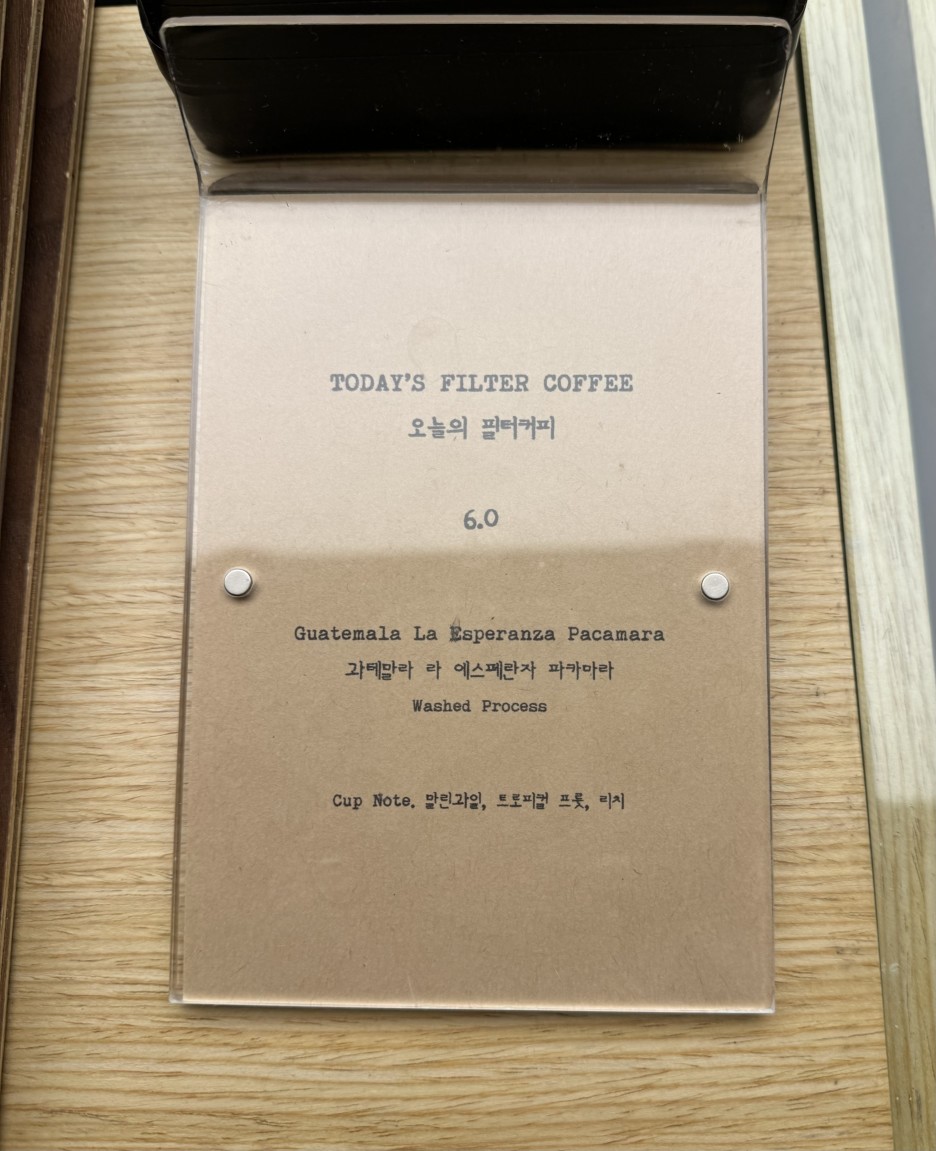 TODAY'S FILTER COFFEE
오늘의 필터커피
6.0
Guatemala La Esperanza Pacamara
과테말라 라 에스페란자 파카마라
Washed Process
Cup Note. 말린과일, 트로피컬 프룻, 리치